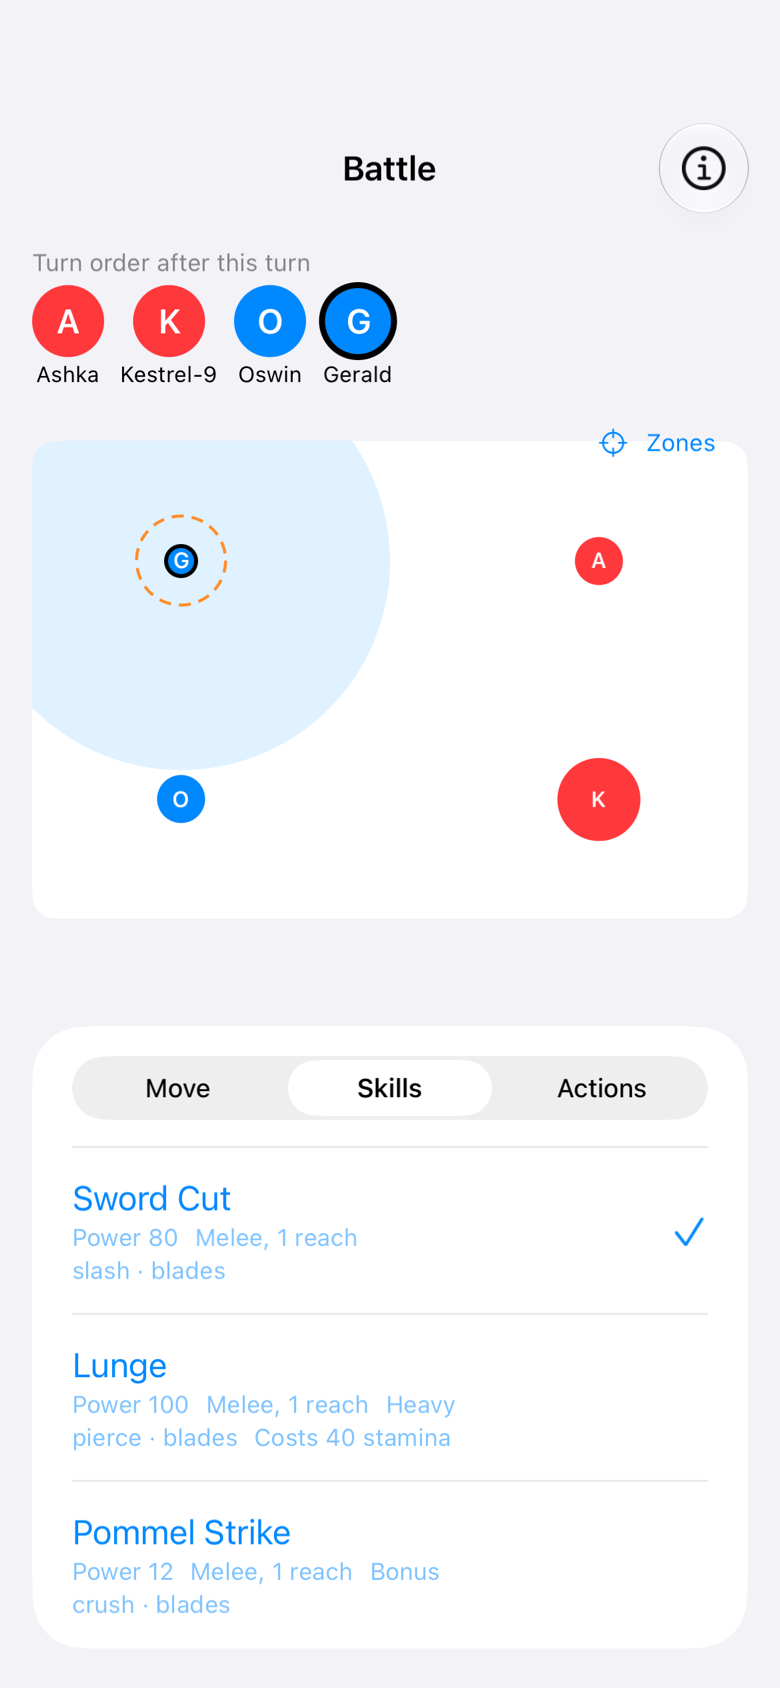 Battle
Turn order after this turn
A K O G
Ashka Kestrel-9 Oswin Gerald
Zones
G
A
O
K
Move Skills Actions
Sword Cut
Power 80 Melee, 1 reach
slash · blades
Lunge
Power 100 Melee, 1 reach Heavy
pierce · blades Costs 40 stamina
Pommel Strike
Power 12 Melee, 1 reach Bonus
crush · blades